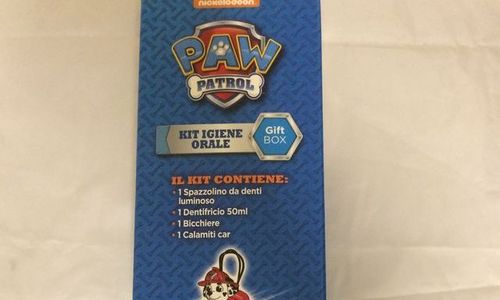 nickelodeon
PAW
PATROL
KIT IGIENE
ORALE
Gift
BOX
IL KIT CONTIENE:
• 1 Spazzolino da denti
luminoso
• 1 Dentifricio 50ml
• 1 Bicchiere
• 1 Calamiti car